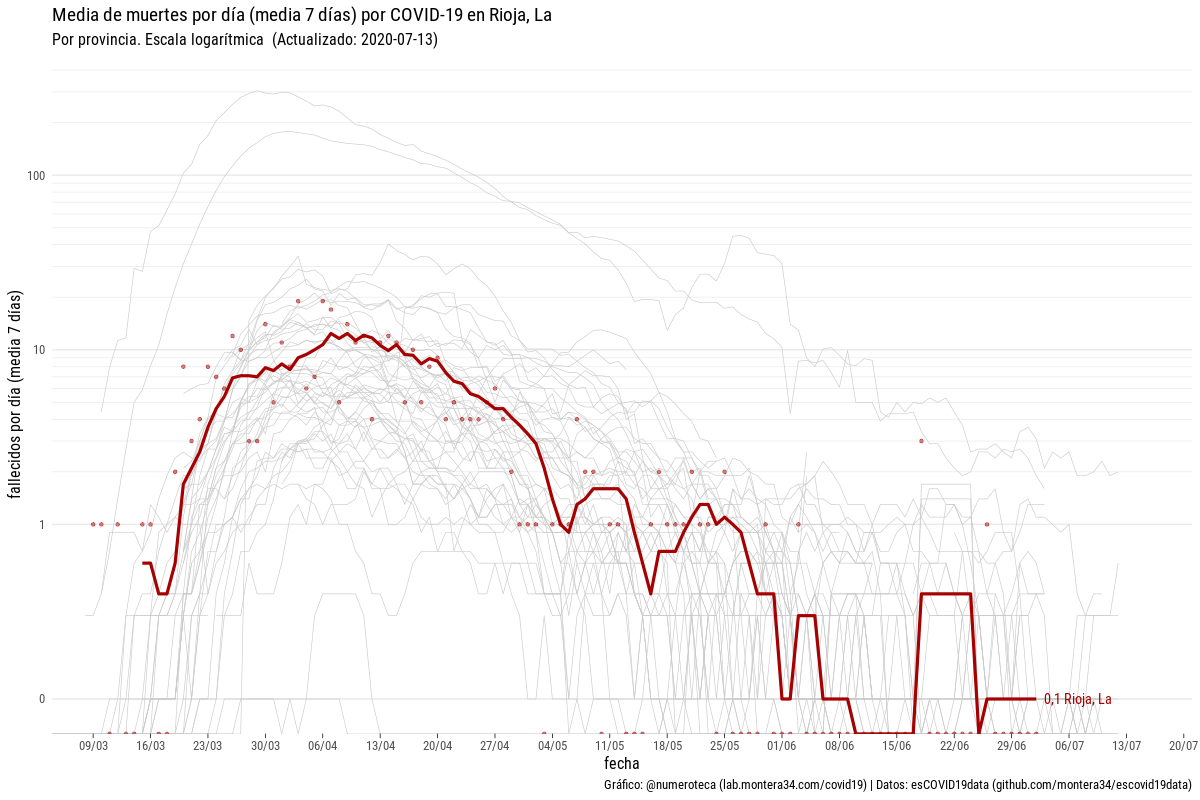 Media de muertes por día (media 7 días) por COVID-19 en Rioja, La
Por provincia. Escala logarítmica  (Actualizado: 2020-07-13)
fallecidos por día (media 7 días)
100
10
1
0
0,1 Rioja, La
09/03 16/03 23/03 30/03 06/04 13/04 20/04 27/04 04/05 11/05 18/05 25/05 01/06 08/06 15/06 22/06 29/06 06/07 13/07 20/07
fecha
Gráfico: @numeroteca (lab.montera34.com/covid19) | Datos: esCOVID19data (github.com/montera34/escovid19data)